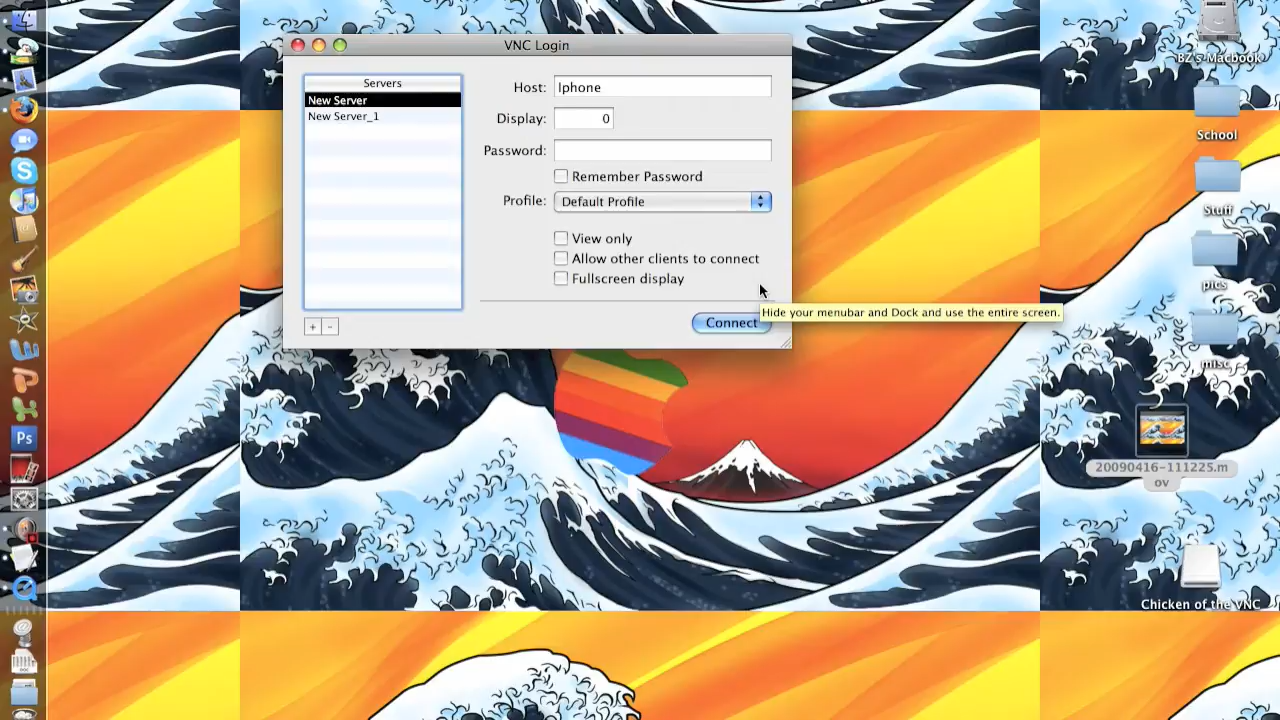 VNC Login
Servers
New Server
New Server_1
+ -
Host: Iphone
Display: 0
Password:
Remember Password
Profile: Default Profile
View only
Allow other clients to connect
Fullscreen display
Connect
Hide your menubar and Dock and use the entire screen.
BZ's Macbook
School
Stuff
pics
misc
20090416-111225.m
ov
Chicken of the VNC
Ps
DOC